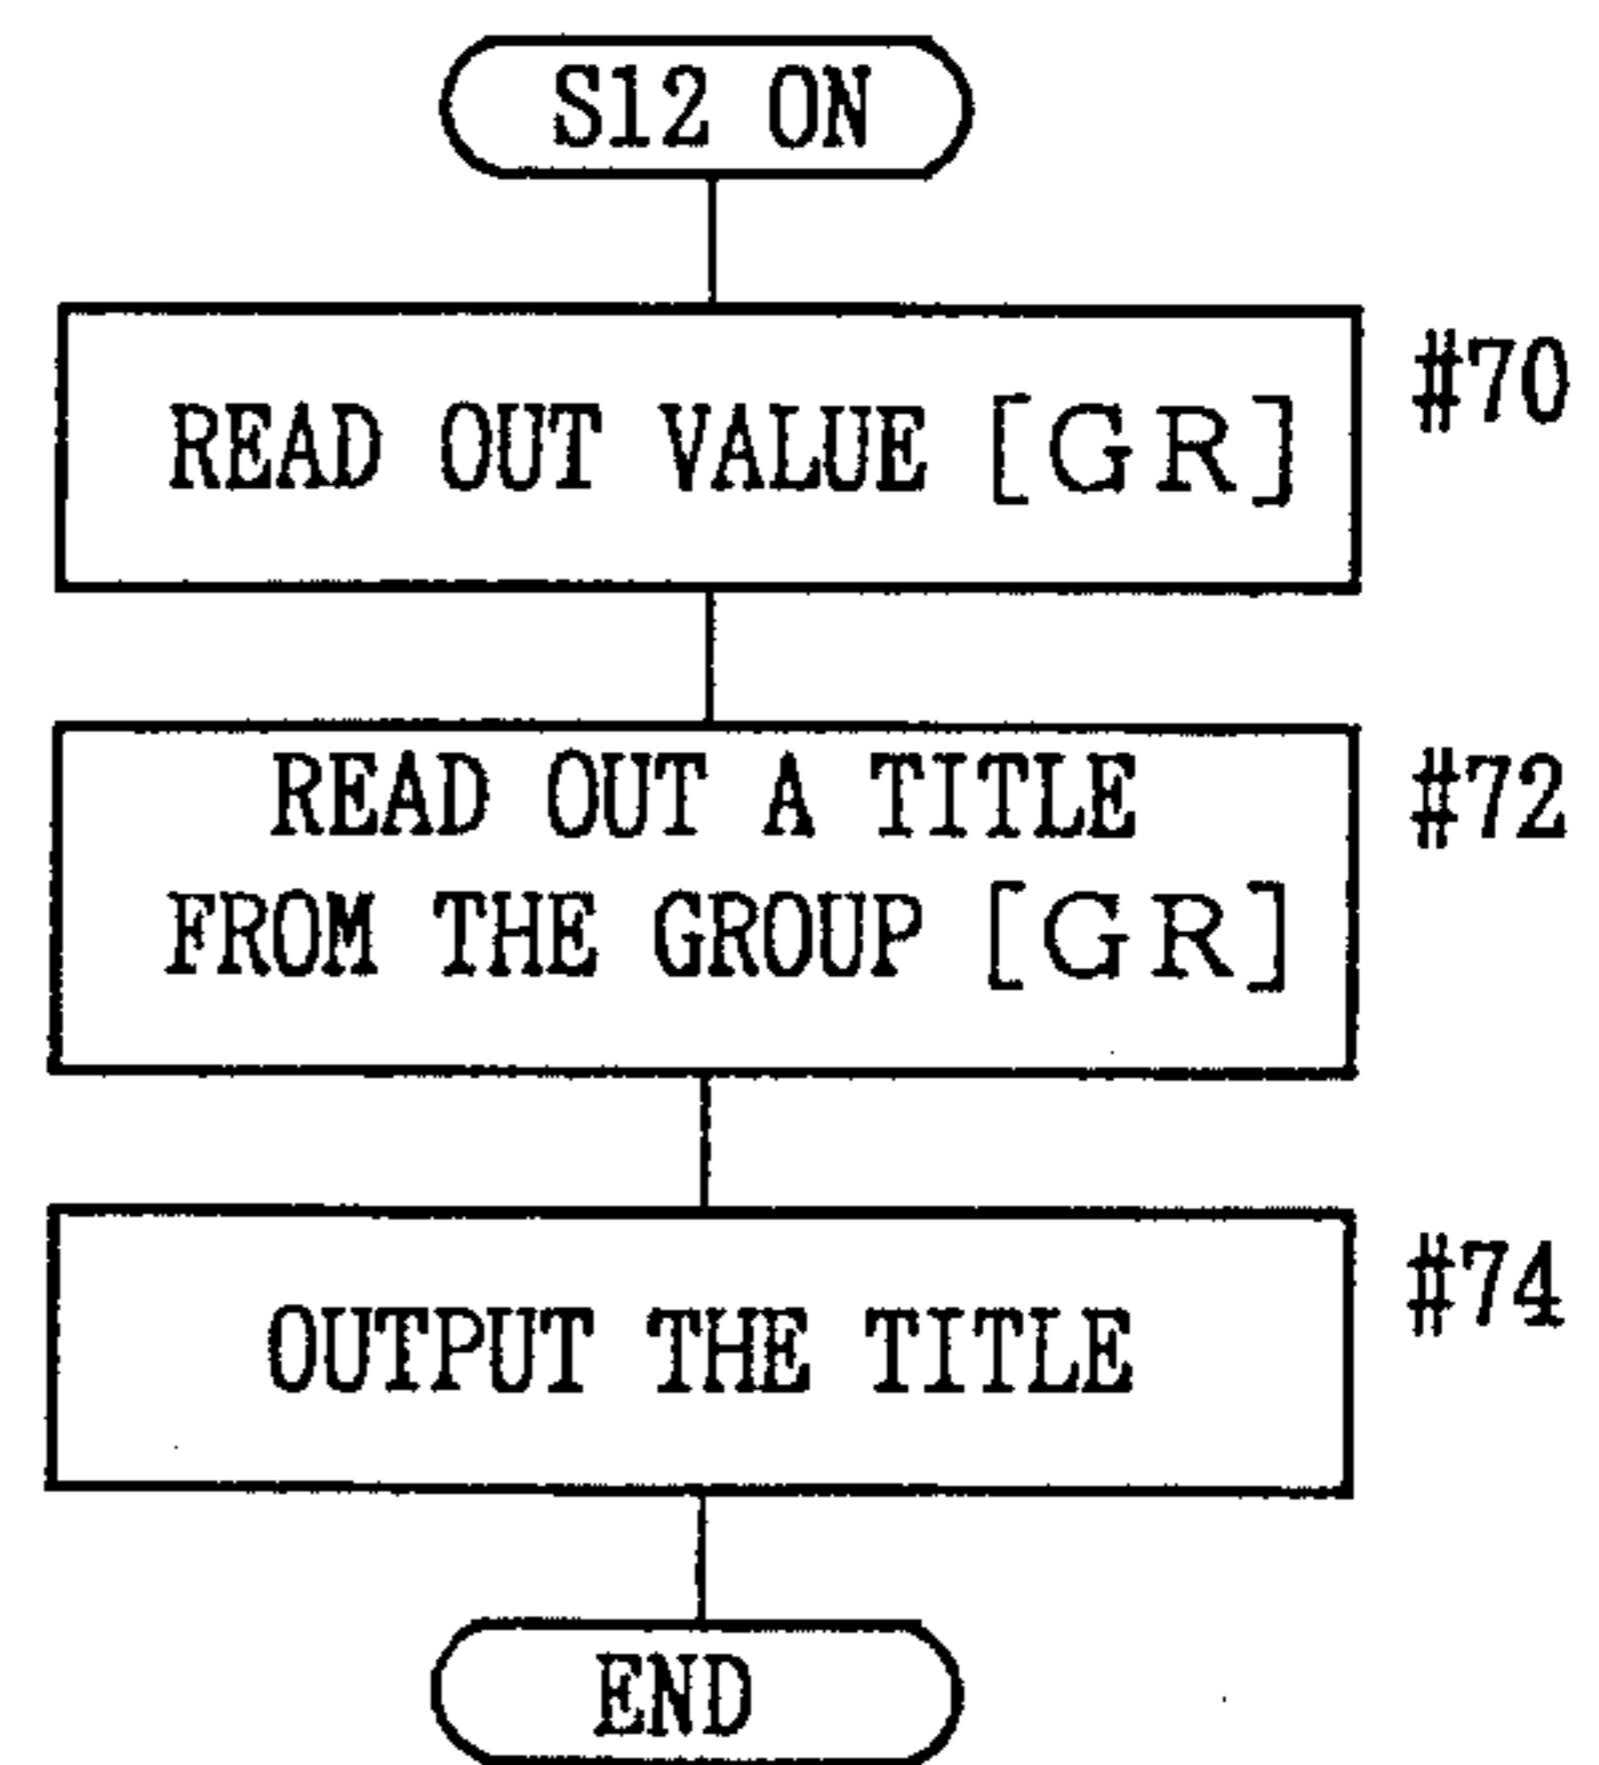 S12 ON
READ OUT VALUE [GR]
#70
READ OUT A TITLE
FROM THE GROUP [GR]
#72
OUTPUT THE TITLE
#74
END